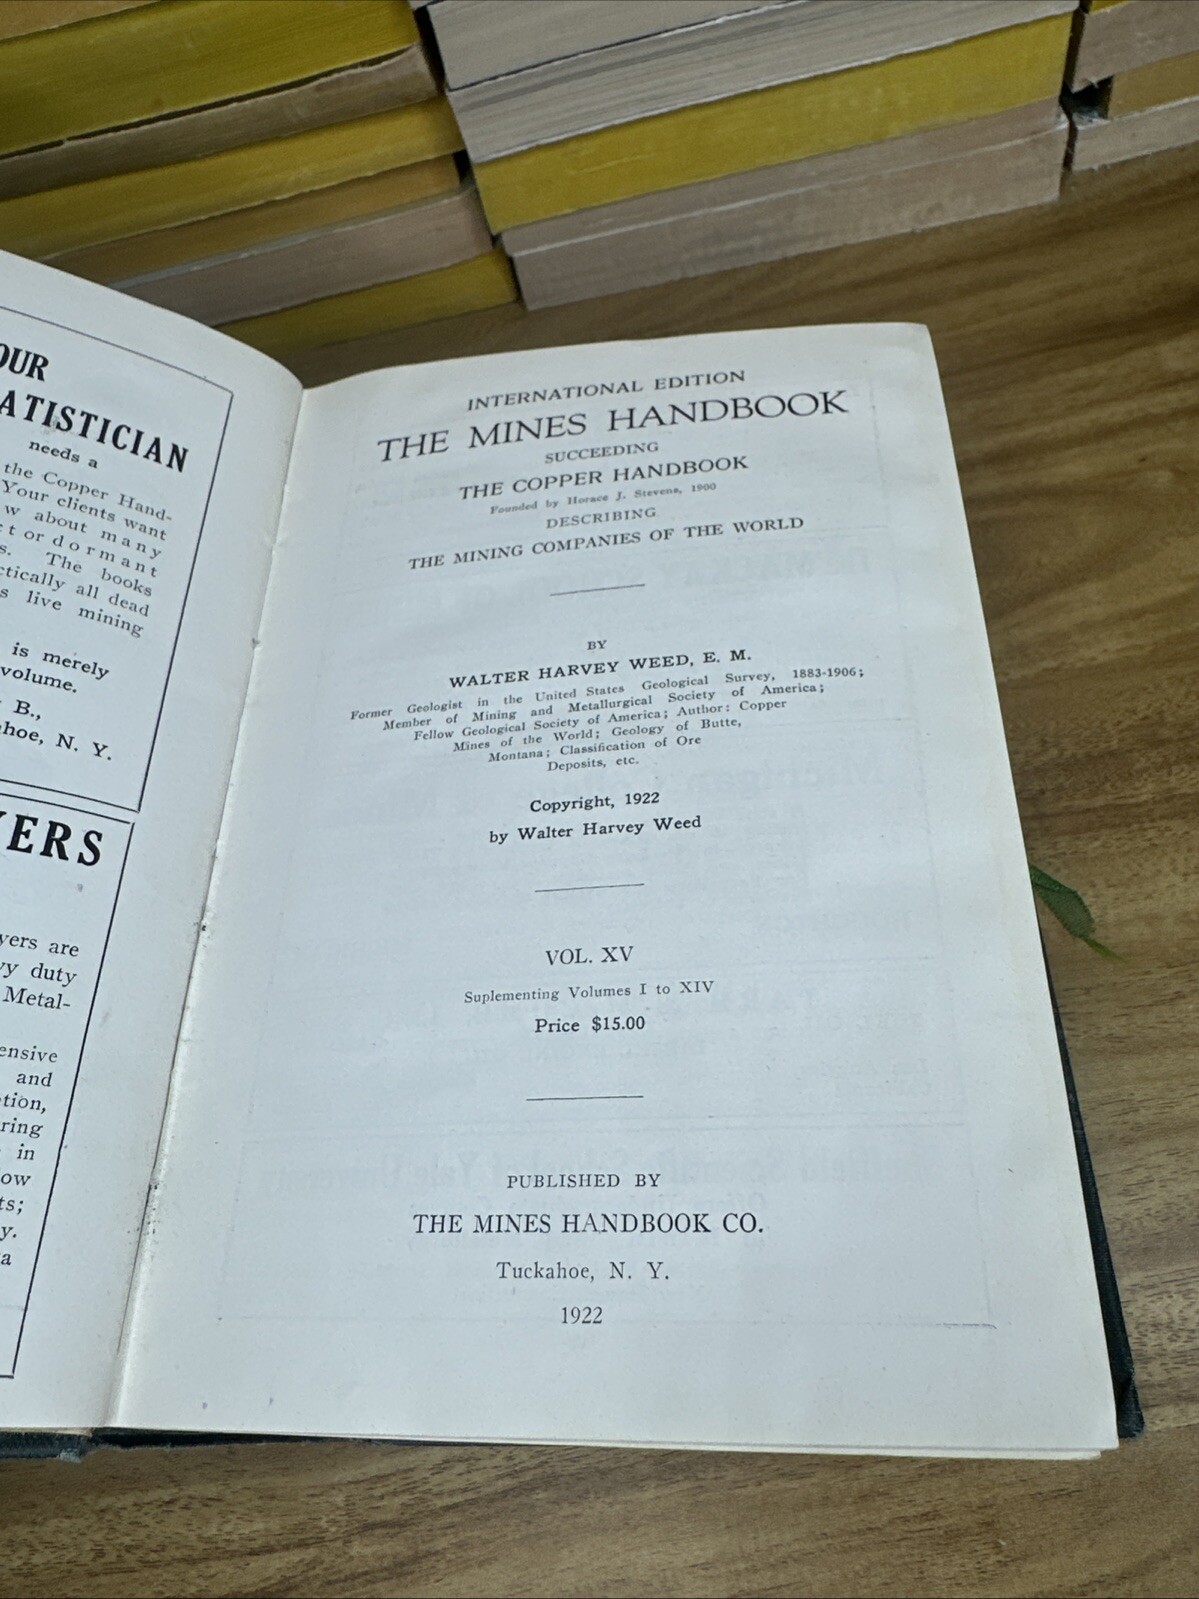 OUR
ATISTICIAN
needs a
the Copper Hand-
Your clients want
w about many
ct or dormant
s. The books
ctically all dead
s live mining
is merely
volume.
B.,
hoe, N. Y.
YERS
yers are
vy duty
Metal-
ensive
and
tion,
ring
in
ow
ts;
y.
a
INTERNATIONAL EDITION
THE MINES HANDBOOK
SUCCEEDING
THE COPPER HANDBOOK
Founded by Horace J. Stevens, 1900
DESCRIBING
THE MINING COMPANIES OF THE WORLD
BY
WALTER HARVEY WEED, E. M.
Former Geologist in the United States Geological Survey, 1883-1906;
Member of Mining and Metallurgical Society of America;
Fellow Geological Society of America; Author: Copper
Mines of the World; Geology of Butte,
Montana; Classification of Ore
Deposits, etc.
Copyright, 1922
by Walter Harvey Weed
VOL. XV
Suplementing Volumes I to XIV
Price $15.00
PUBLISHED BY
THE MINES HANDBOOK CO.
Tuckahoe, N. Y.
1922